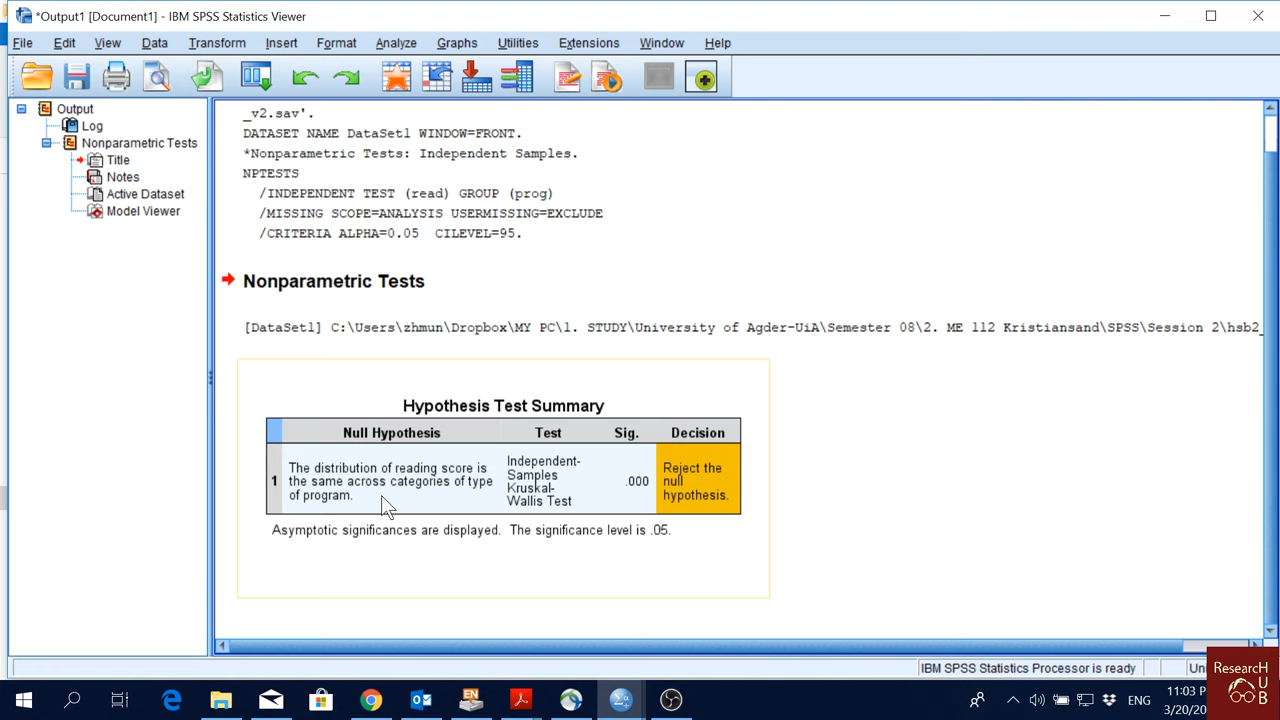 *Output1 [Document1] - IBM SPSS Statistics Viewer
File Edit View Data Transform Insert Format Analyze Graphs Utilities Extensions Window Help
Output
Log
Nonparametric Tests
Title
Notes
Active Dataset
Model Viewer
_v2.sav'.
DATASET NAME DataSet1 WINDOW=FRONT.
*Nonparametric Tests: Independent Samples.
NPTESTS
/INDEPENDENT TEST (read) GROUP (prog)
/MISSING SCOPE=ANALYSIS USERMISSING=EXCLUDE
/CRITERIA ALPHA=0.05 CILEVEL=95.
Nonparametric Tests
[DataSet1] C:\Users\zhmun\Dropbox\MY PC\1. STUDY\University of Agder-UiA\Semester 08\2. ME 112 Kristiansand\SPSS\Session 2\hsb2_
Hypothesis Test Summary
Null Hypothesis Test Sig. Decision
1
The distribution of reading score is
the same across categories of type
of program.
Independent-
Samples
Kruskal-
Wallis Test
.000
Reject the
null
hypothesis.
Asymptotic significances are displayed. The significance level is .05.
IBM SPSS Statistics Processor is ready
Uni
ResearcH
U
B
EN
ENG
11:03 P
3/20/20